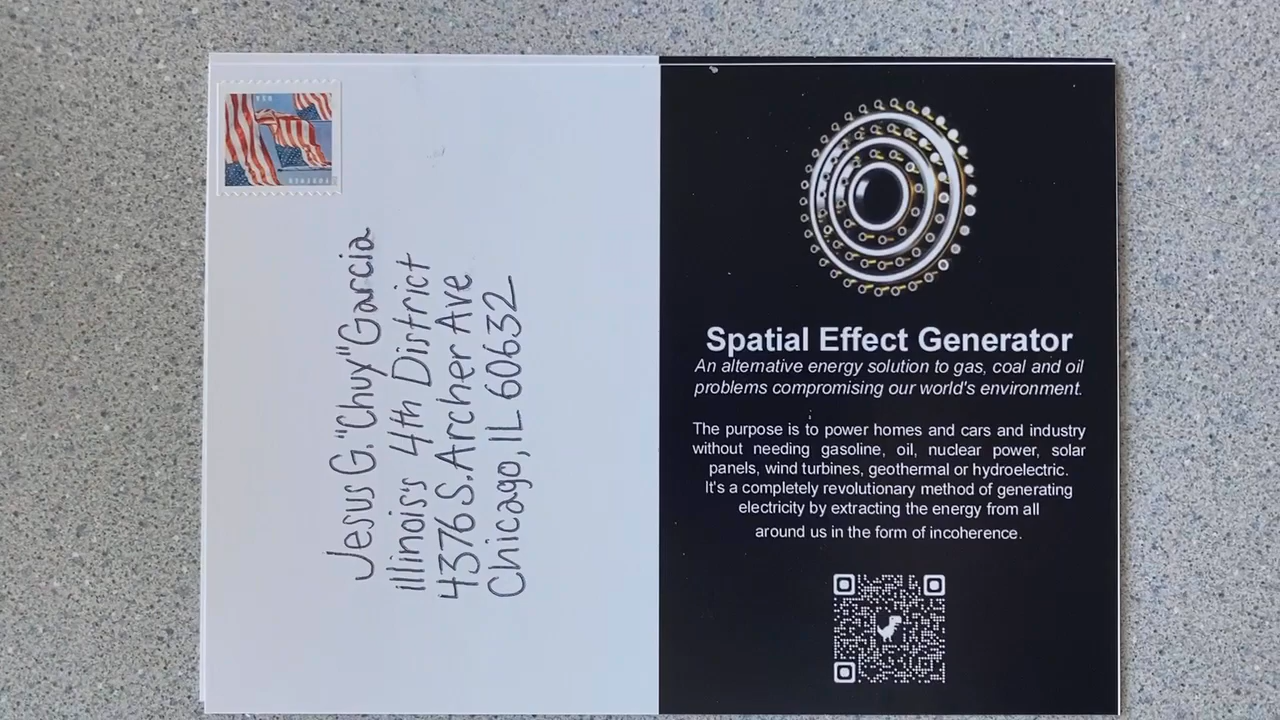 USA
FOREVER
Jesus G. "Chuy" Garcia
illinois 4th District
4376 S. Archer Ave
Chicago, IL 60632
Spatial Effect Generator
An alternative energy solution to gas, coal and oil
problems compromising our world's environment.
The purpose is to power homes and cars and industry
without needing gasoline, oil, nuclear power, solar
panels, wind turbines, geothermal or hydroelectric.
It's a completely revolutionary method of generating
electricity by extracting the energy from all
around us in the form of incoherence.